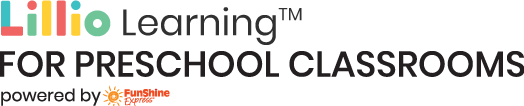 Lillio Learning™
FOR PRESCHOOL CLASSROOMS
powered by FunShine Express®